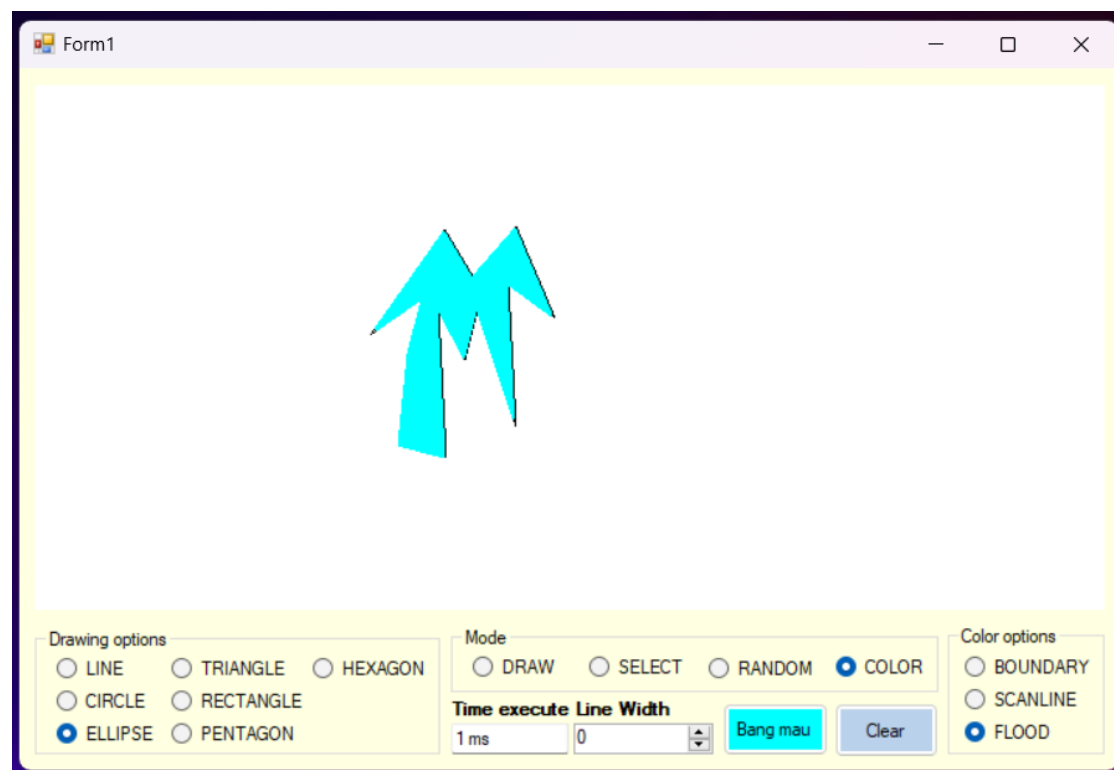 Form1
Drawing options
LINE TRIANGLE HEXAGON
CIRCLE RECTANGLE
ELLIPSE PENTAGON
Mode
DRAW SELECT RANDOM COLOR
Time execute Line Width
1 ms 0
Bang mau Clear
Color options
BOUNDARY
SCANLINE
FLOOD